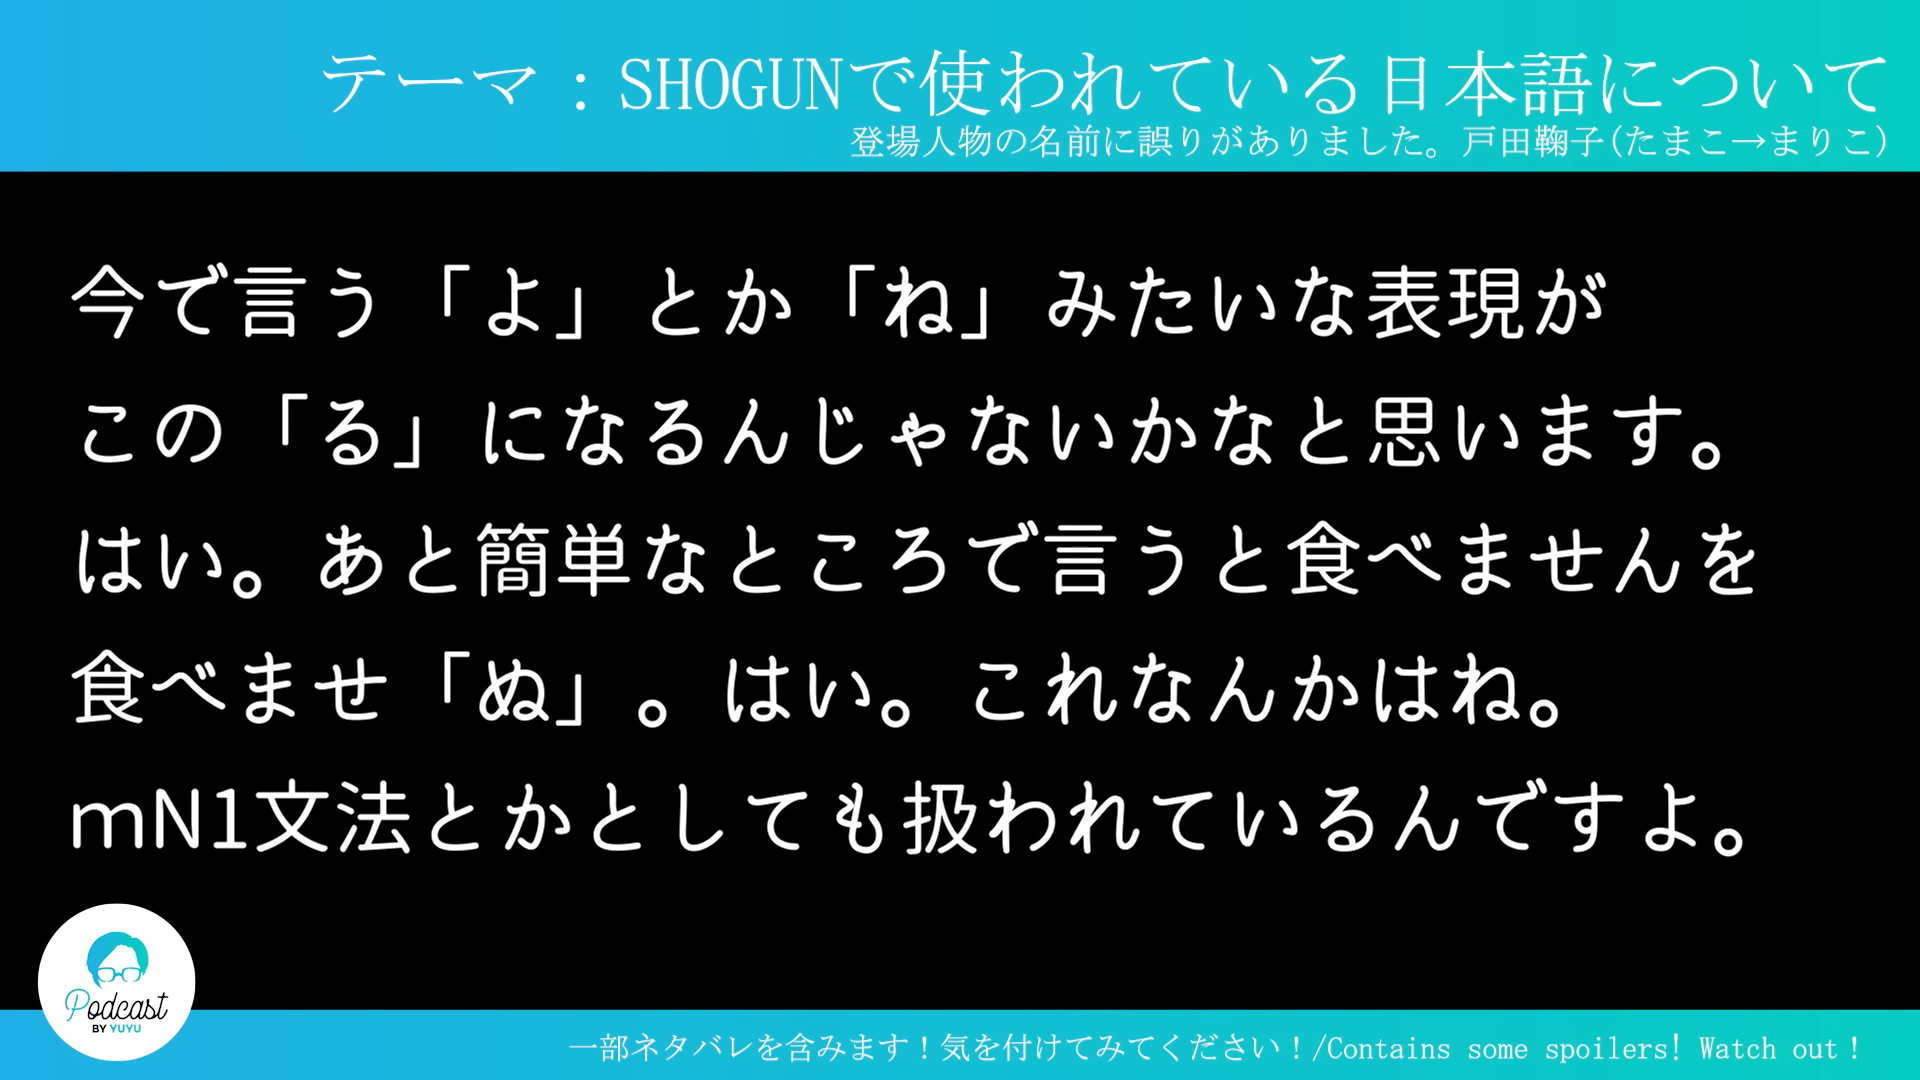 テーマ：SHOGUNで使われている日本語について
登場人物の名前に誤りがありました。戸田鞠子(たまこ→まりこ)
今で言う「よ」とか「ね」みたいな表現が
この「る」になるんじゃないかなと思います。
はい。あと簡単なところで言うと食べませんを
食べませ「ぬ」。はい。これなんかはね。
mN1文法とかとしても扱われているんですよ。
Podcast
BY YUYU
一部ネタバレを含みます！気を付けてみてください！/Contains some spoilers! Watch out！